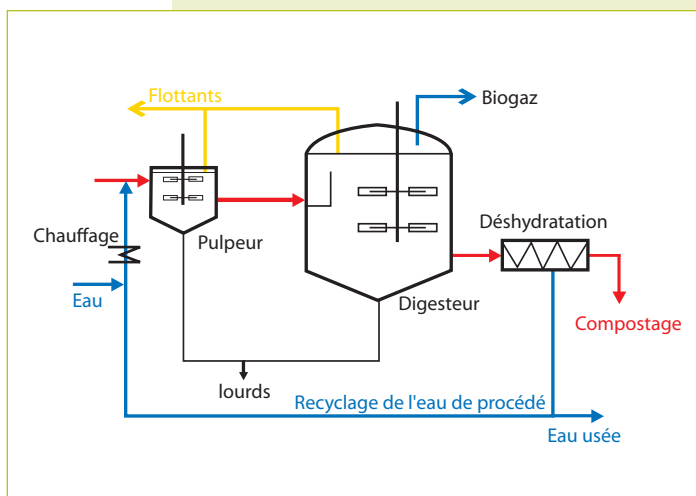 Flottants
Biogaz
Chauffage
Pulpeur
Déshydratation
Eau
Digesteur
Compostage
lourds
Recyclage de l'eau de procédé
Eau usée